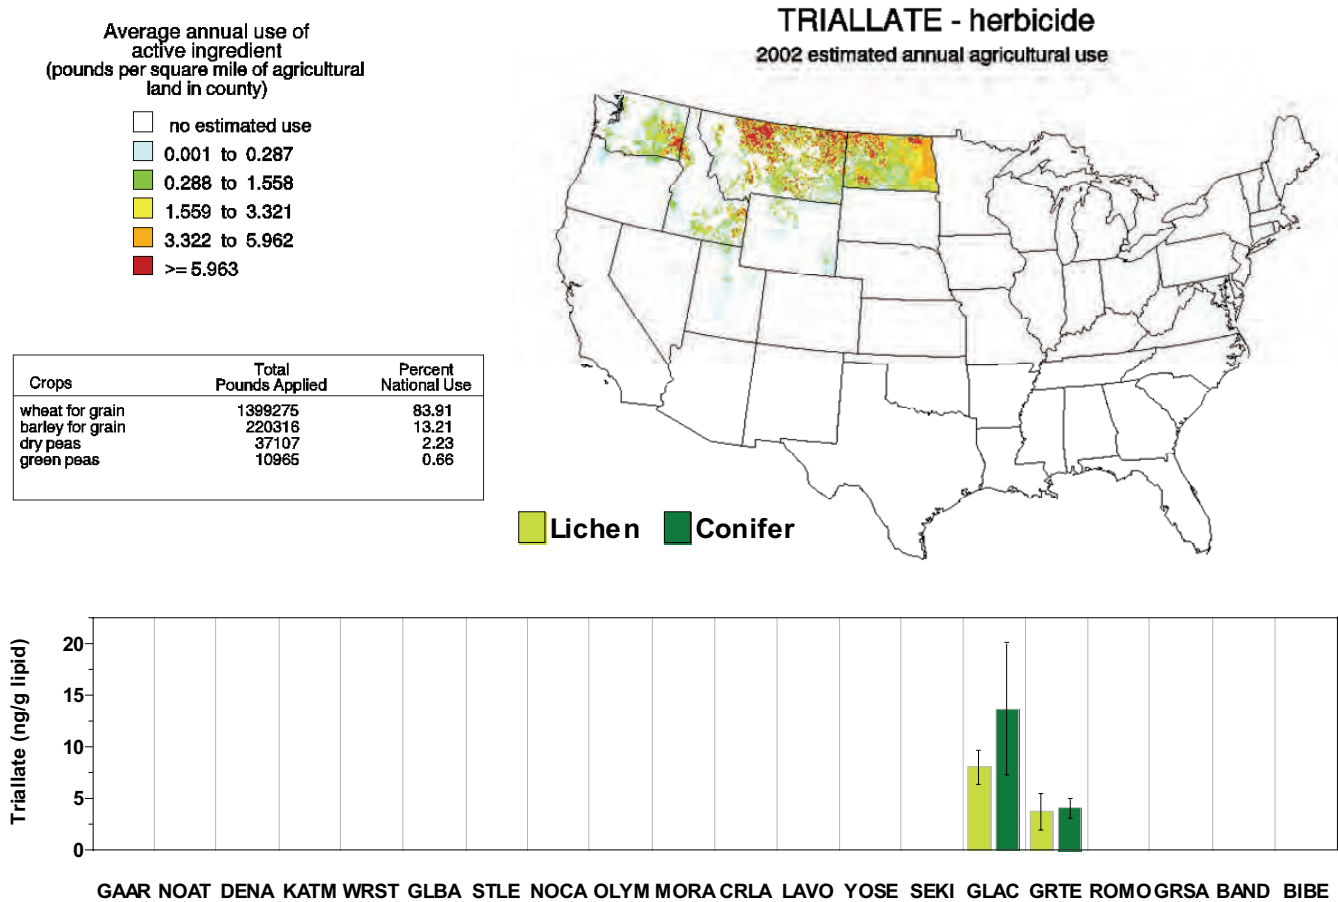 Average annual use of
active ingredient
(pounds per square mile of agricultural
land in county)
no estimated use
0.001 to 0.287
0.288 to 1.558
1.559 to 3.321
3.322 to 5.962
>= 5.963
TRIALLATE - herbicide
2002 estimated annual agricultural use
Crops Total Pounds Applied Percent National Use
wheat for grain 1399275 83.91
barley for grain 220316 13.21
dry peas 37107 2.23
green peas 10965 0.66
Lichen Conifer
Triallate (ng/g lipid)
20
15
10
5
0
GAAR NOAT DENA KATM WRST GLBA STLE NOCA OLYM MORA CRLA LAVO YOSE SEKI GLAC GRTE ROMO GRSA BAND BIBE